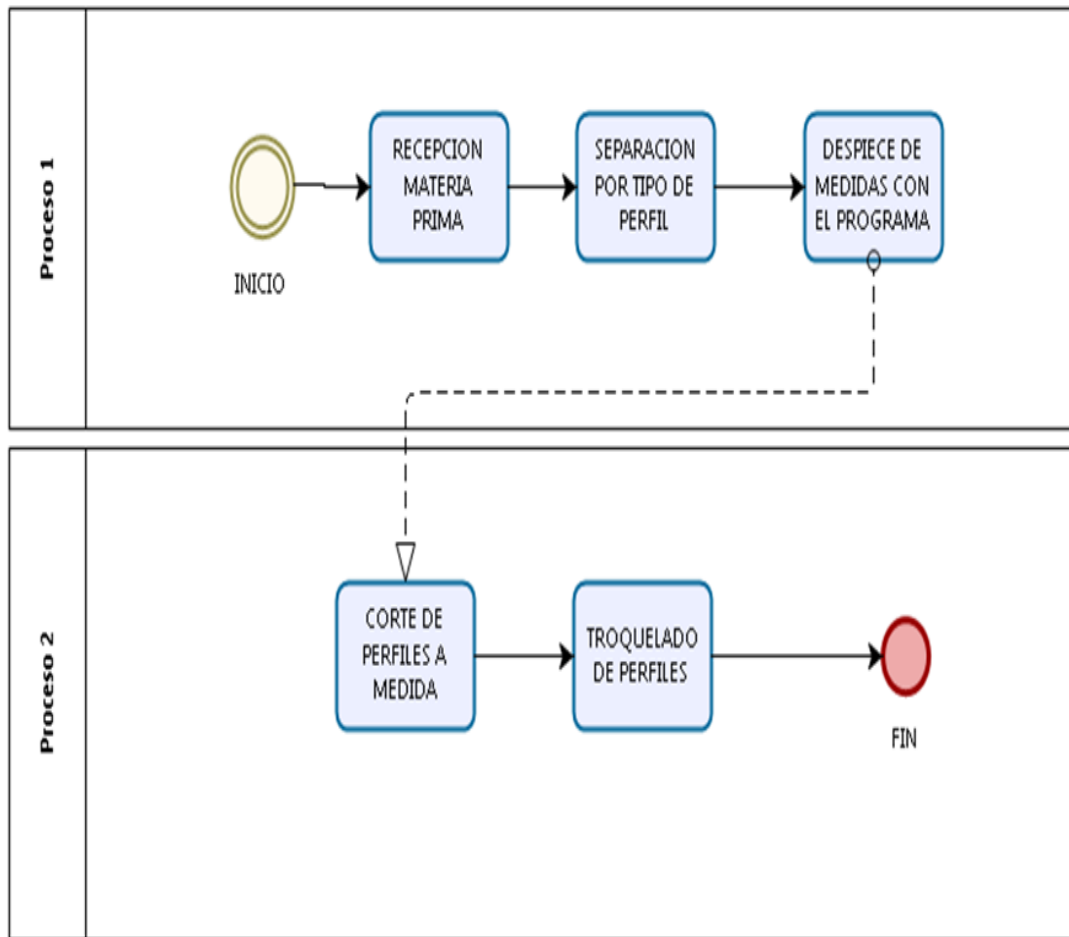 Proceso 1
INICIO
RECEPCION
MATERIA
PRIMA
SEPARACION
POR TIPO DE
PERFIL
DESPIECE DE
MEDIDAS CON
EL PROGRAMA
Proceso 2
CORTE DE
PERFILES A
MEDIDA
TROQUELADO
DE PERFILES
FIN